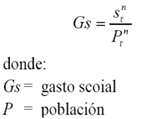 Gs = s_t^n / P_t^n
donde:
Gs = gasto scoial
P = población